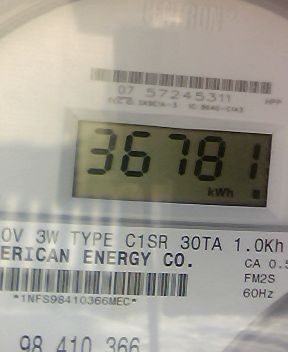 07 57245311
HPP
36781
kWh
0V 3W TYPE C1SR 30TA 1.0Kh
ERICAN ENERGY CO.
CA 0.5
FM2S
*1NFS98410366MEC*
60Hz
98 410 366